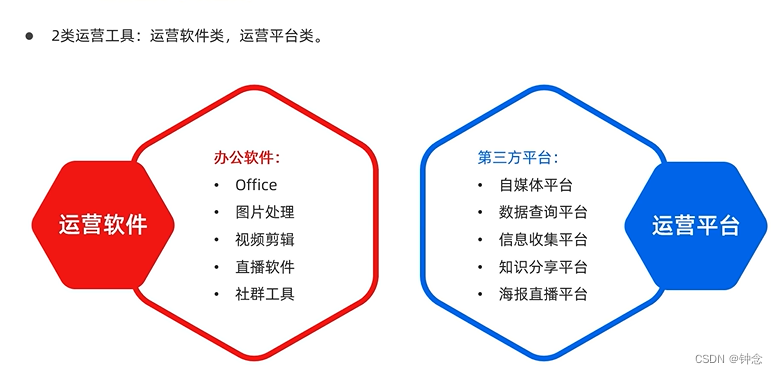 ● 2类运营工具：运营软件类，运营平台类。
运营软件
办公软件：
• Office
• 图片处理
• 视频剪辑
• 直播软件
• 社群工具
第三方平台：
• 自媒体平台
• 数据查询平台
• 信息收集平台
• 知识分享平台
• 海报直播平台
运营平台
CSDN @钟念